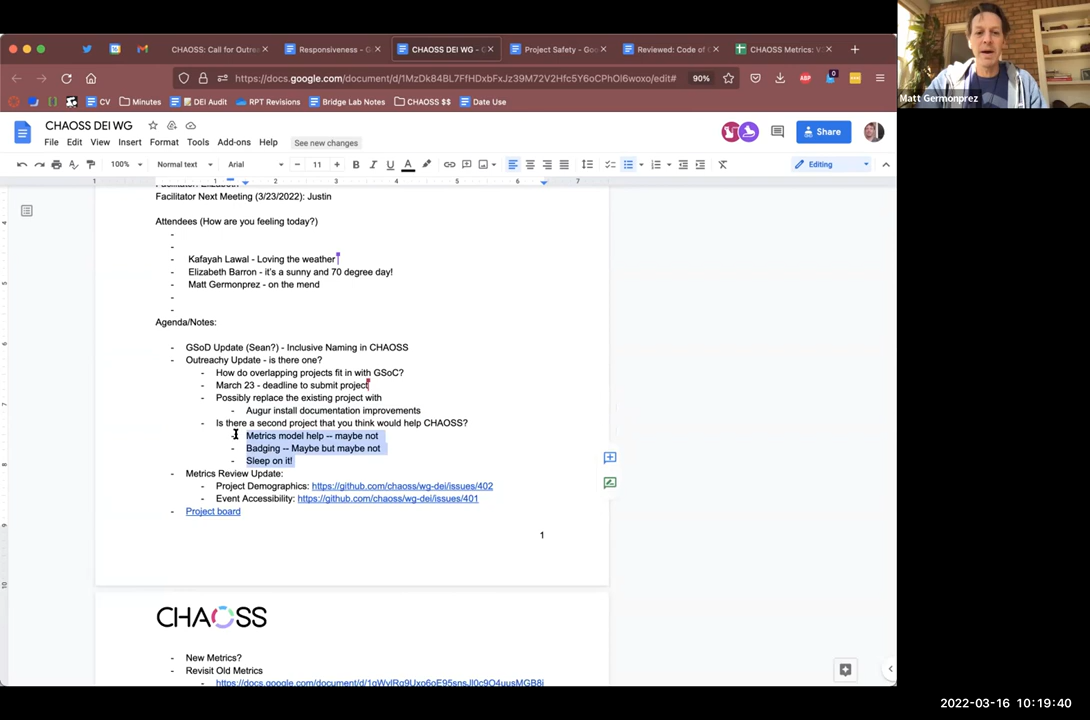 CHAOSS: Call for Outre
Responsiveness - G
CHAOSS DEI WG - C
Project Safety - Goo
Reviewed: Code of
CHAOSS Metrics: V
https://docs.google.com/document/d/1MzDk84BL7FfHDxbFxJz39M72V2Hfc5Y6oCPhOl6woxo/edit#
90%
CV
Minutes
DEI Audit
RPT Revisions
Bridge Lab Notes
CHAOSS $$
Date Use
Matt Germonprez
CHAOSS DEI WG
File Edit View Insert Format Tools Add-ons Help See new changes
Share
100% Normal text Arial 11 Editing
Facilitator Next Meeting (3/23/2022): Justin
Attendees (How are you feeling today?)
- Kafayah Lawal - Loving the weather
- Elizabeth Barron - it's a sunny and 70 degree day!
- Matt Germonprez - on the mend
Agenda/Notes:
- GSoD Update (Sean?) - Inclusive Naming in CHAOSS
- Outreachy Update - is there one?
- How do overlapping projects fit in with GSoC?
- March 23 - deadline to submit project
- Possibly replace the existing project with
- Augur install documentation improvements
- Is there a second project that you think would help CHAOSS?
- Metrics model help -- maybe not
- Badging -- Maybe but maybe not
- Sleep on it!
- Metrics Review Update:
- Project Demographics: https://github.com/chaoss/wg-dei/issues/402
- Event Accessibility: https://github.com/chaoss/wg-dei/issues/401
- Project board
1
CHAOSS
- New Metrics?
- Revisit Old Metrics
2022-03-16 10:19:40